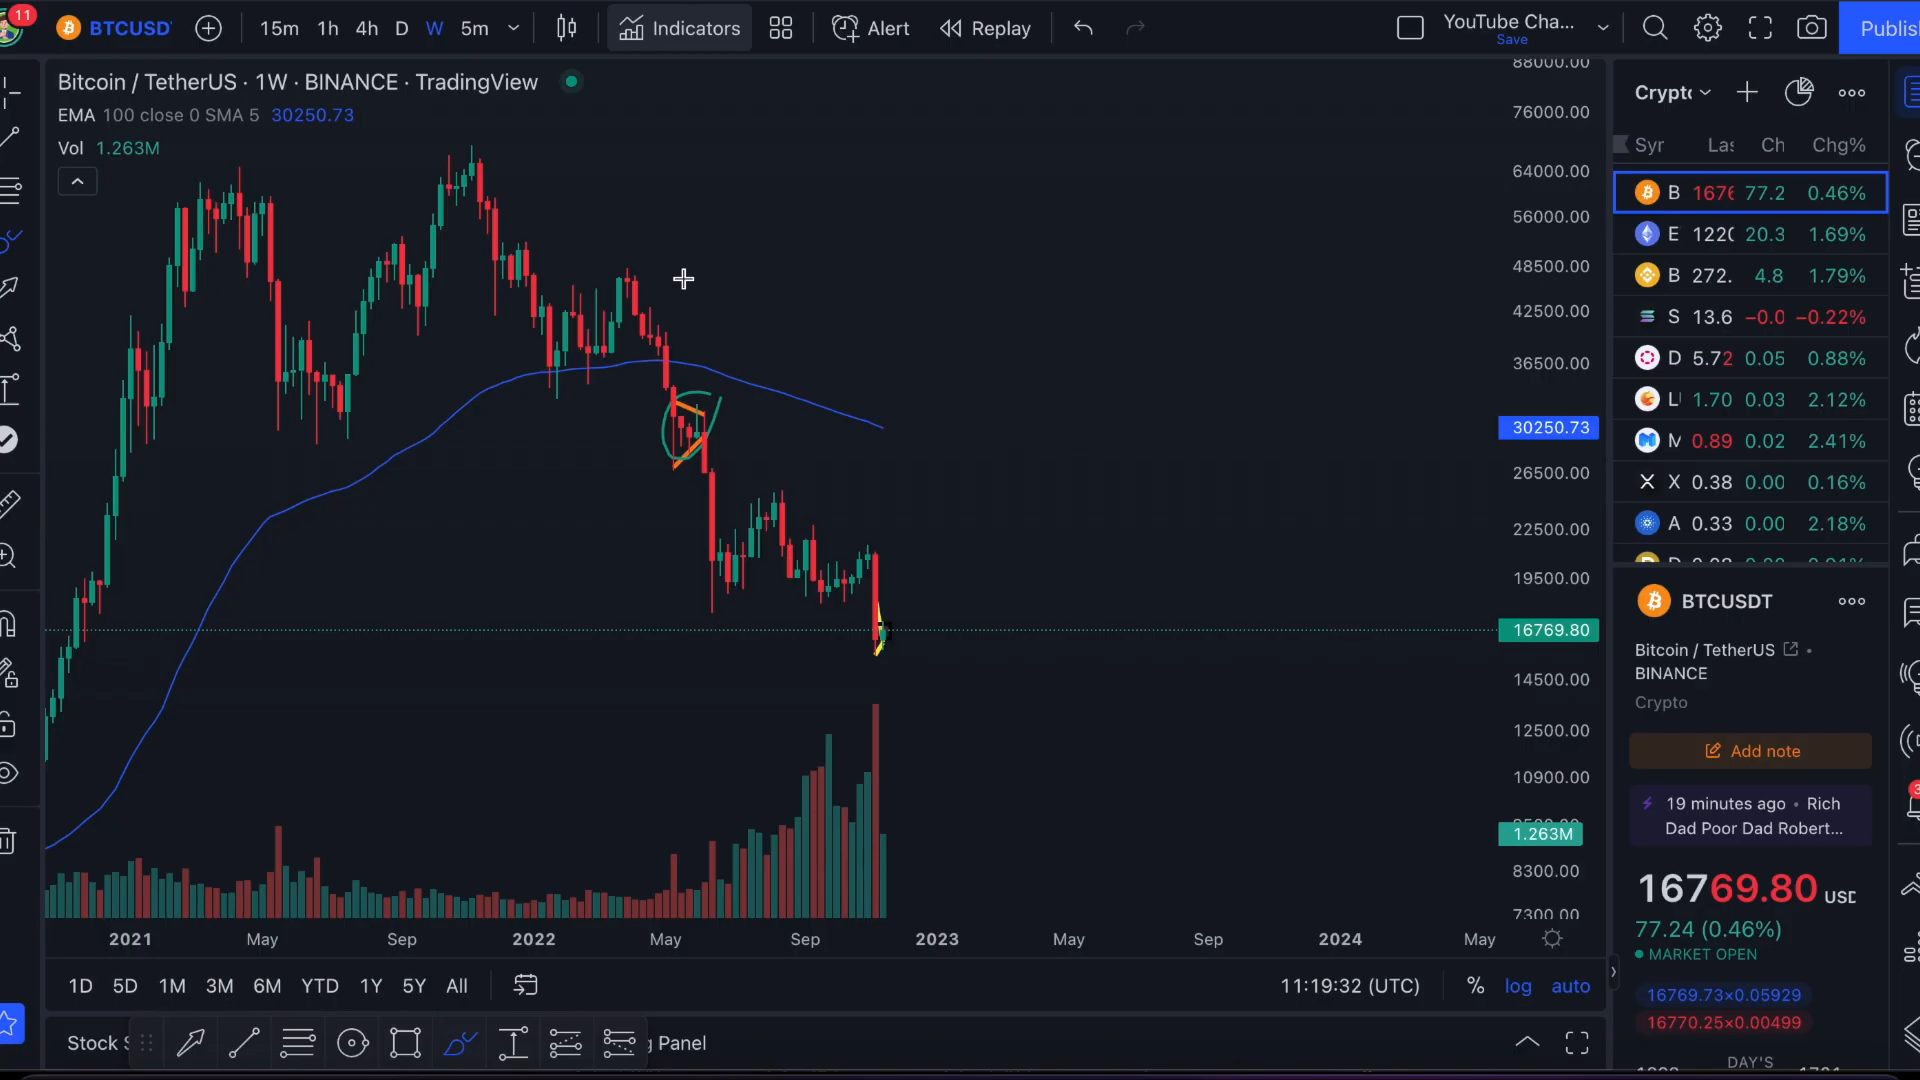 11
BTCUSD
15m 1h 4h D W 5m
Indicators
Alert
Replay
YouTube Cha...
Save
Publis
Bitcoin / TetherUS · 1W · BINANCE · TradingView
EMA 100 close 0 SMA 5 30250.73
Vol 1.263M
88000.00
76000.00
64000.00
56000.00
48500.00
42500.00
36500.00
30250.73
26500.00
22500.00
19500.00
16769.80
14500.00
12500.00
10900.00
1.263M
8300.00
7300.00
2021 May Sep 2022 May Sep 2023 May Sep 2024 May
1D 5D 1M 3M 6M YTD 1Y 5Y All
11:19:32 (UTC)
% log auto
Stock
Panel
Crypto
Syr Las Ch Chg%
B 1676 77.2 0.46%
E 1220 20.3 1.69%
B 272. 4.8 1.79%
S 13.6 −0.0 −0.22%
D 5.72 0.05 0.88%
L 1.70 0.03 2.12%
M 0.89 0.02 2.41%
X 0.38 0.00 0.16%
A 0.33 0.00 2.18%
BTCUSDT
Bitcoin / TetherUS •
BINANCE
Crypto
Add note
19 minutes ago • Rich
Dad Poor Dad Robert...
16769.80 USD
77.24 (0.46%)
MARKET OPEN
16769.73×0.05929
16770.25×0.00499
DAY'S
3